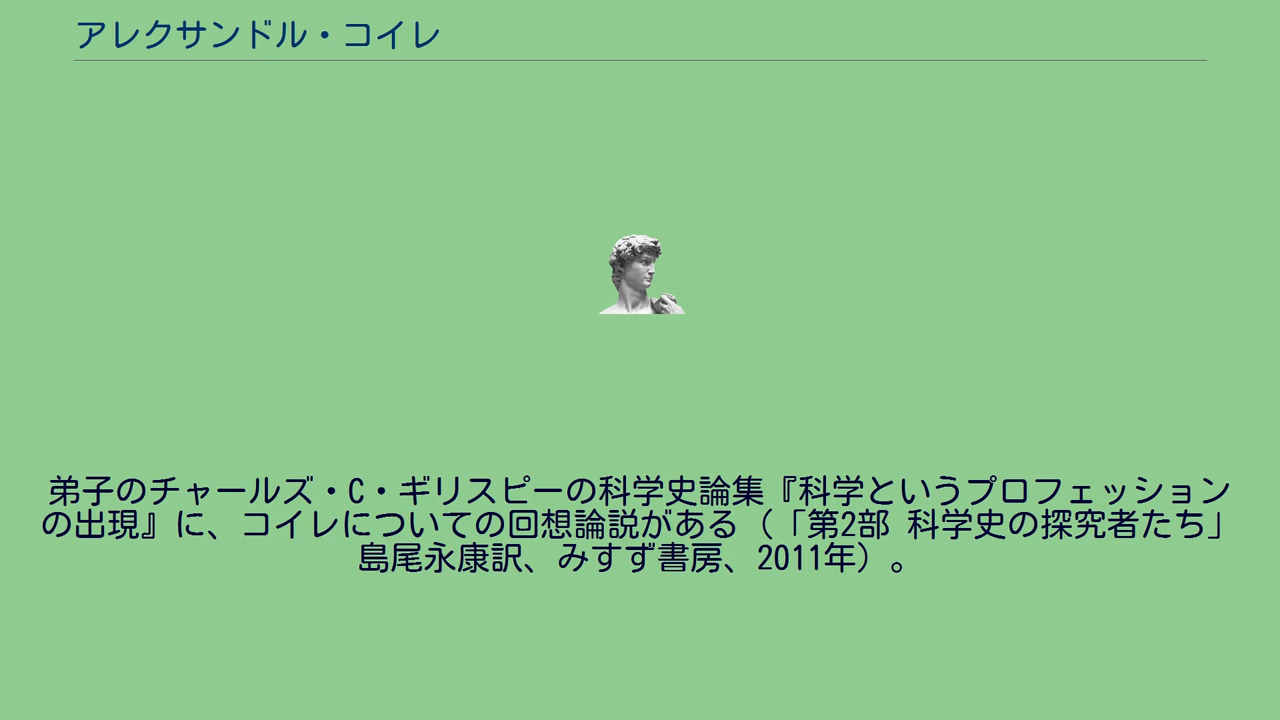 アレクサンドル・コイレ
弟子のチャールズ・C・ギリスピーの科学史論集『科学というプロフェッション
の出現』に、コイレについての回想論説がある（「第2部 科学史の探究者たち」
島尾永康訳、みすず書房、2011年）。